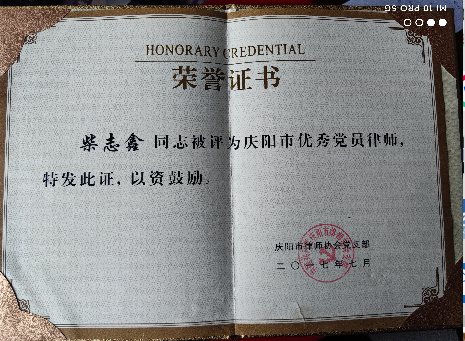 MI 10 PRO 5G
HONORARY CREDENTIAL
荣誉证书
柴志鑫 同志被评为庆阳市优秀党员律师,
特发此证,以资鼓励。
庆阳市律师协会党支部
二〇一七年七月